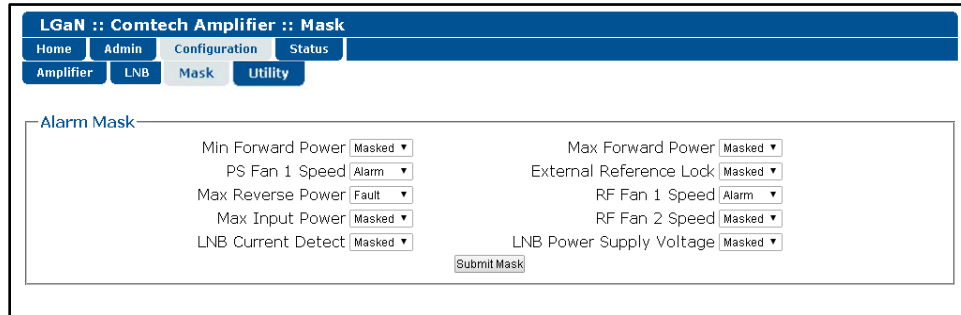 LGaN :: Comtech Amplifier :: Mask
Home Admin Configuration Status
Amplifier LNB Mask Utility
Alarm Mask
Min Forward Power Masked Max Forward Power Masked
PS Fan 1 Speed Alarm External Reference Lock Masked
Max Reverse Power Fault RF Fan 1 Speed Alarm
Max Input Power Masked RF Fan 2 Speed Masked
LNB Current Detect Masked LNB Power Supply Voltage Masked
Submit Mask